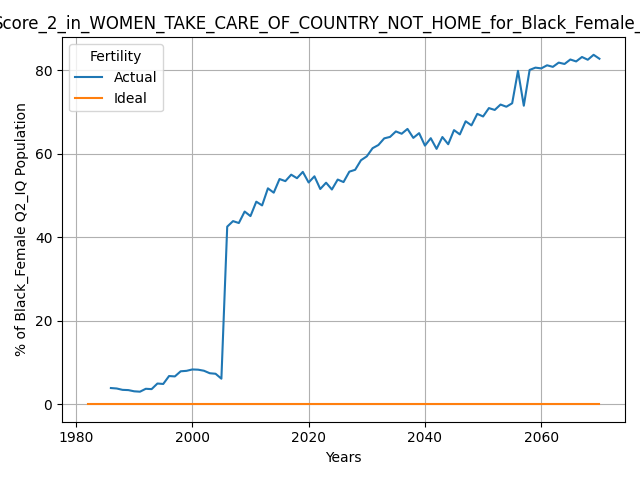 Score_2_in_WOMEN_TAKE_CARE_OF_COUNTRY_NOT_HOME_for_Black_Female_
Fertility
Actual
Ideal
% of Black_Female Q2_IQ Population
80
60
40
20
0
1980 2000 2020 2040 2060
Years